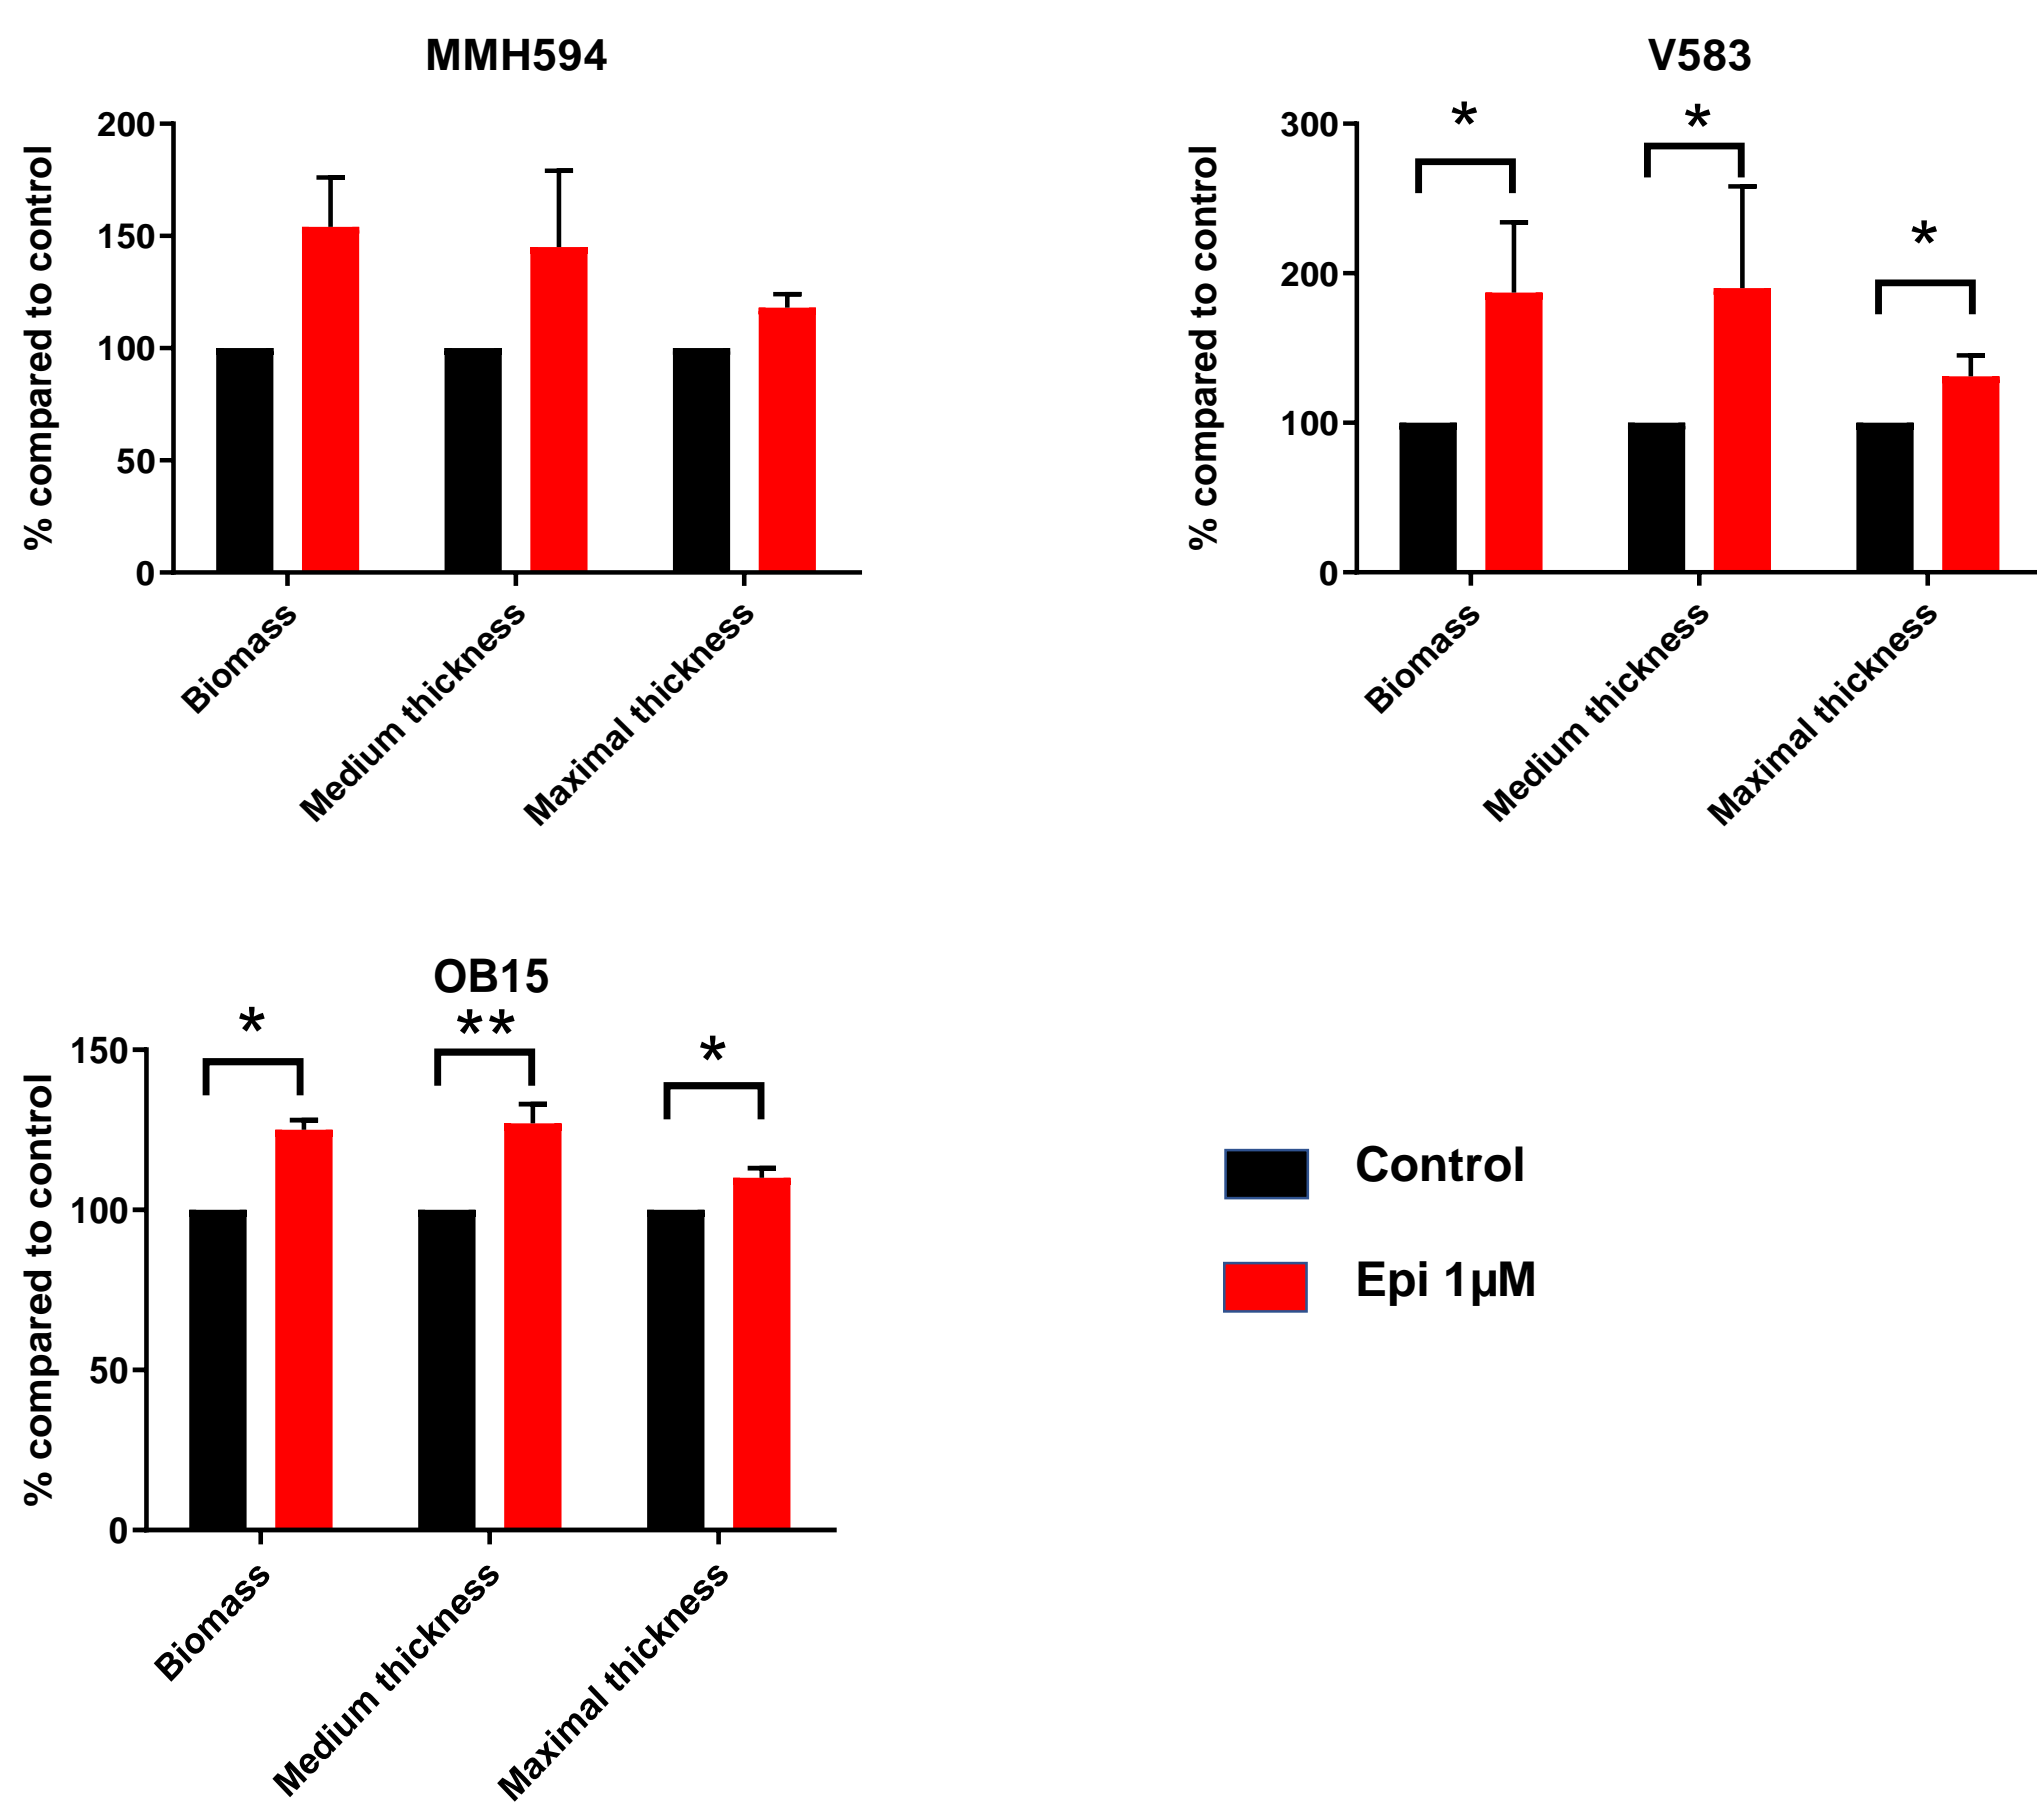 MMH594
% compared to control
200
150
100
50
0
Biomass
Medium thickness
Maximal thickness
V583
% compared to control
300
200
100
0
*
*
*
Biomass
Medium thickness
Maximal thickness
OB15
% compared to control
150
100
50
0
*
**
*
Biomass
Medium thickness
Maximal thickness
Control
Epi 1µM